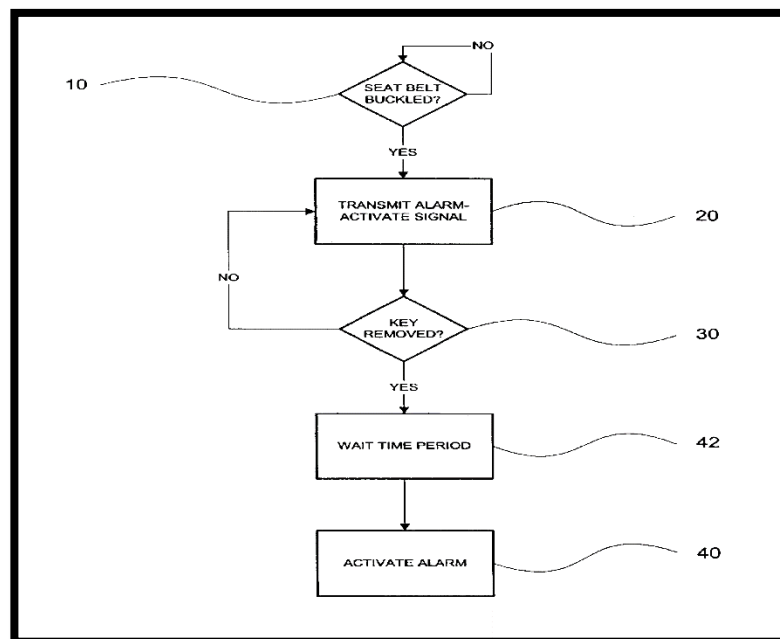 NO
10
SEAT BELT
BUCKLED?
YES
TRANSMIT ALARM-
ACTIVATE SIGNAL
20
NO
KEY
REMOVED?
30
YES
WAIT TIME PERIOD
42
ACTIVATE ALARM
40